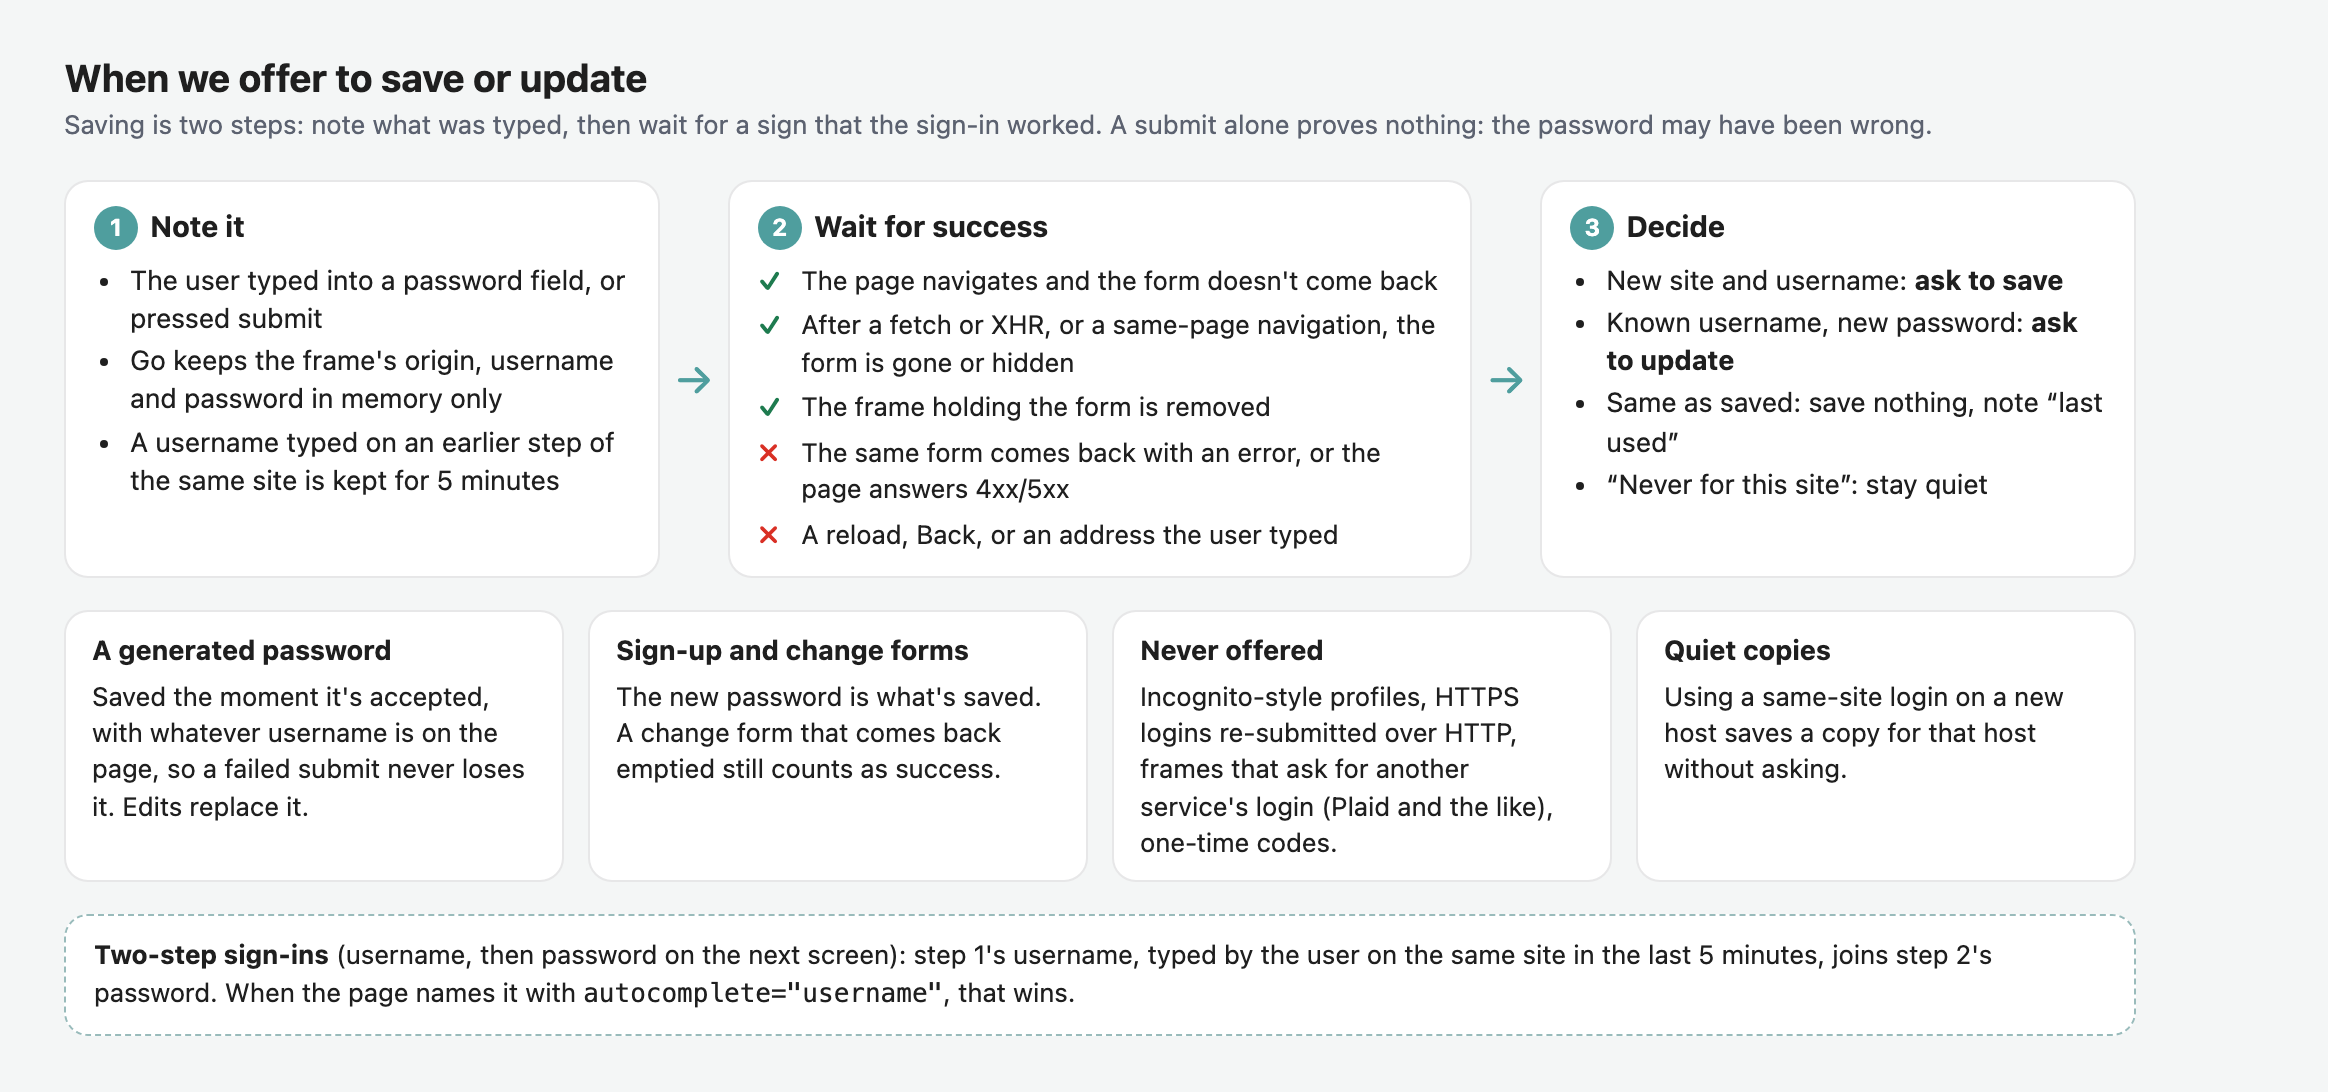 When we offer to save or update
Saving is two steps: note what was typed, then wait for a sign that the sign-in worked. A submit alone proves nothing: the password may have been wrong.
1 Note it
• The user typed into a password field, or
pressed submit
• Go keeps the frame's origin, username
and password in memory only
• A username typed on an earlier step of
the same site is kept for 5 minutes
→
2 Wait for success
✓ The page navigates and the form doesn't come back
✓ After a fetch or XHR, or a same-page navigation, the
form is gone or hidden
✓ The frame holding the form is removed
✕ The same form comes back with an error, or the
page answers 4xx/5xx
✕ A reload, Back, or an address the user typed
→
3 Decide
• New site and username: ask to save
• Known username, new password: ask
to update
• Same as saved: save nothing, note “last
used”
• “Never for this site”: stay quiet
A generated password
Saved the moment it's accepted,
with whatever username is on the
page, so a failed submit never loses
it. Edits replace it.
Sign-up and change forms
The new password is what's saved.
A change form that comes back
emptied still counts as success.
Never offered
Incognito-style profiles, HTTPS
logins re-submitted over HTTP,
frames that ask for another
service's login (Plaid and the like),
one-time codes.
Quiet copies
Using a same-site login on a new
host saves a copy for that host
without asking.
Two-step sign-ins (username, then password on the next screen): step 1's username, typed by the user on the same site in the last 5 minutes, joins step 2's
password. When the page names it with autocomplete="username", that wins.